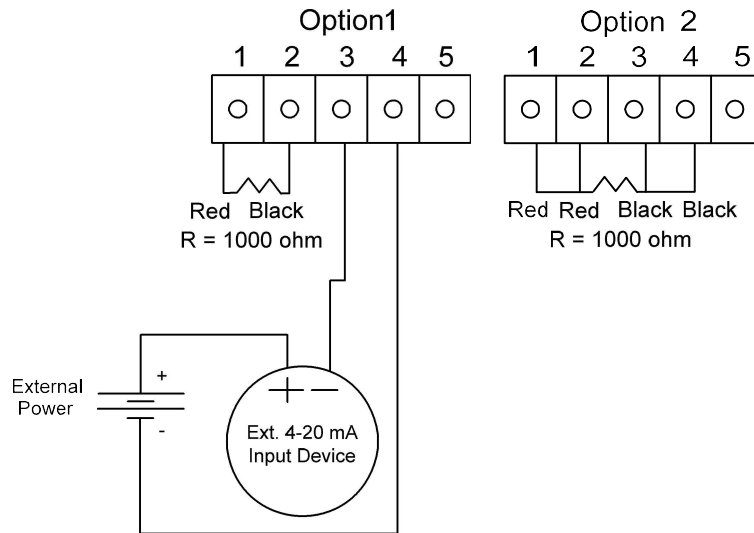 Option1
1 2 3 4 5
Red Black
R = 1000 ohm
External
Power
+
-
Ext. 4-20 mA
Input Device
Option 2
1 2 3 4 5
Red Red Black Black
R = 1000 ohm